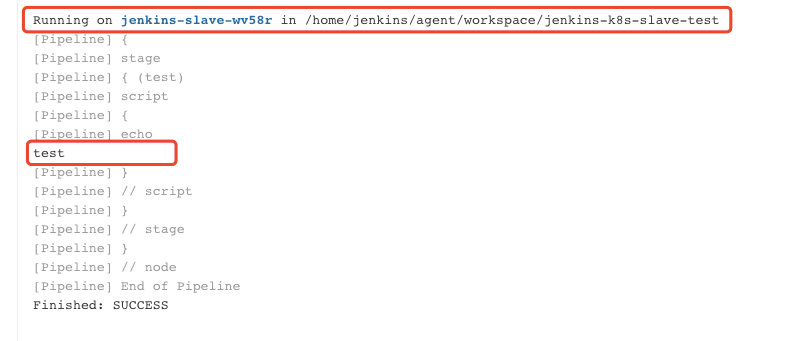 Running on jenkins-slave-wv58r in /home/jenkins/agent/workspace/jenkins-k8s-slave-test
[Pipeline] {
[Pipeline] stage
[Pipeline] { (test)
[Pipeline] script
[Pipeline] {
[Pipeline] echo
test
[Pipeline] }
[Pipeline] // script
[Pipeline] }
[Pipeline] // stage
[Pipeline] }
[Pipeline] // node
[Pipeline] End of Pipeline
Finished: SUCCESS